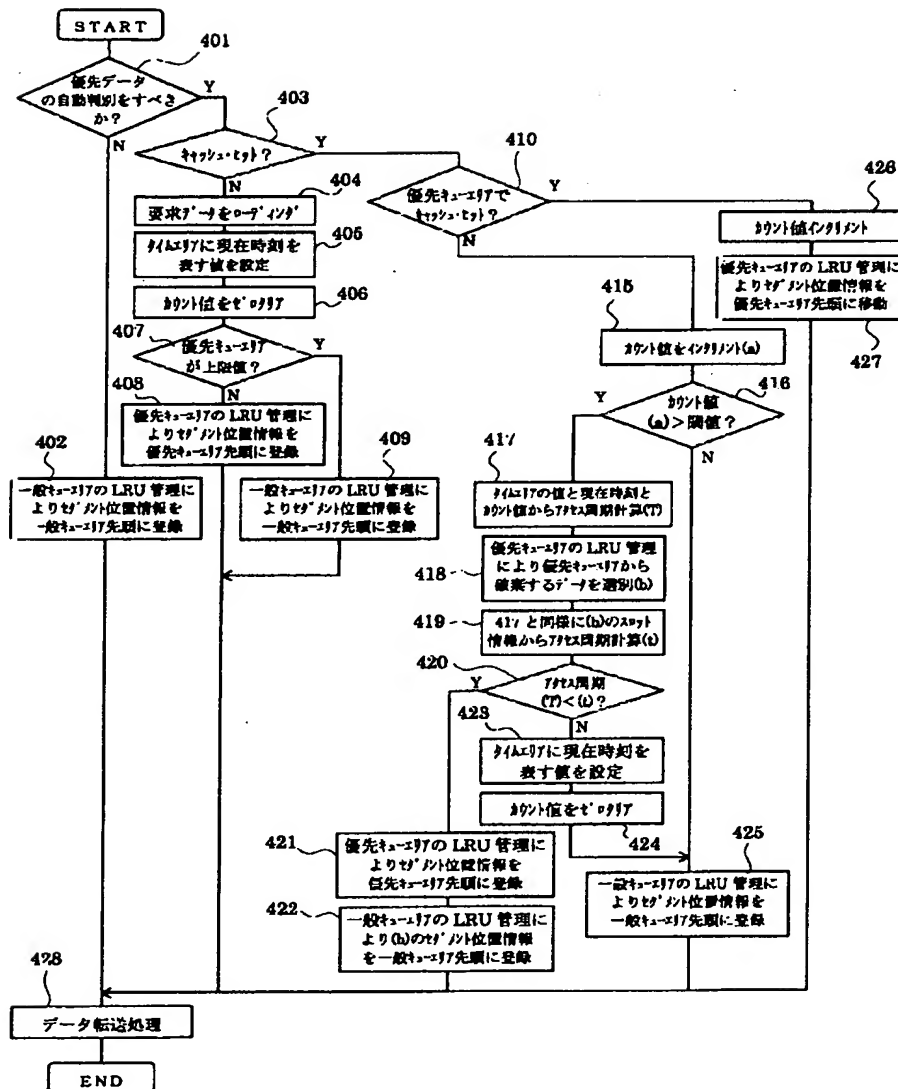 START
401
優先データ
の自動判別をすべき
か?
Y
N
403
キャッシュ・ヒット?
Y
N
410
優先キューエリアで
キャッシュ・ヒット?
Y
N
404
要求データをローディング
405
タイムエリアに現在時刻を
表す値を設定
406
カウント値をゼロクリア
407
優先キューエリア
が上限値?
Y
N
408
優先キューエリアの LRU 管理に
よりセグメント位置情報を
優先キューエリア先頭に登録
402
一般キューエリアの LRU 管理に
よりセグメント位置情報を
一般キューエリア先頭に登録
409
一般キューエリアの LRU 管理に
よりセグメント位置情報を
一般キューエリア先頭に登録
426
カウント値インクリメント
優先キューエリアの LRU 管理に
よりセグメント位置情報を
優先キューエリア先頭に移動
427
415
カウント値をインクリメント(a)
416
カウント値
(a)>閾値?
Y
N
417
タイムエリアの値と現在時刻と
カウント値からアクセス周期計算(T)
418
優先キューエリアの LRU 管理
により優先キューエリアから
破棄するデータを選別(b)
419
417 と同様に(b)のスロット
情報からアクセス周期計算(t)
420
アクセス周期
(T)<(t)?
Y
N
423
タイムエリアに現在時刻を
表す値を設定
カウント値をゼロクリア
424
421
優先キューエリアの LRU 管理に
よりセグメント位置情報を
優先キューエリア先頭に登録
422
一般キューエリアの LRU 管理に
より(b)のセグメント位置情報
を一般キューエリア先頭に登録
425
一般キューエリアの LRU 管理に
よりセグメント位置情報を
一般キューエリア先頭に登録
428
データ転送処理
END